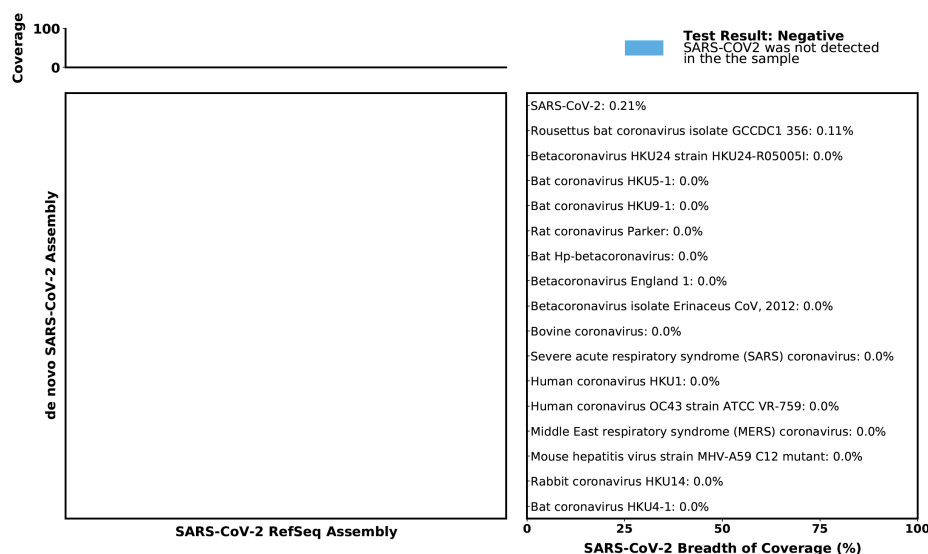 Coverage
100
0
Test Result: Negative
SARS-COV2 was not detected
in the the sample
de novo SARS-CoV-2 Assembly
SARS-CoV-2 RefSeq Assembly
SARS-CoV-2: 0.21%
Rousettus bat coronavirus isolate GCCDC1 356: 0.11%
Betacoronavirus HKU24 strain HKU24-R05005I: 0.0%
Bat coronavirus HKU5-1: 0.0%
Bat coronavirus HKU9-1: 0.0%
Rat coronavirus Parker: 0.0%
Bat Hp-betacoronavirus: 0.0%
Betacoronavirus England 1: 0.0%
Betacoronavirus isolate Erinaceus CoV, 2012: 0.0%
Bovine coronavirus: 0.0%
Severe acute respiratory syndrome (SARS) coronavirus: 0.0%
Human coronavirus HKU1: 0.0%
Human coronavirus OC43 strain ATCC VR-759: 0.0%
Middle East respiratory syndrome (MERS) coronavirus: 0.0%
Mouse hepatitis virus strain MHV-A59 C12 mutant: 0.0%
Rabbit coronavirus HKU14: 0.0%
Bat coronavirus HKU4-1: 0.0%
0 25 50 75 100
SARS-CoV-2 Breadth of Coverage (%)